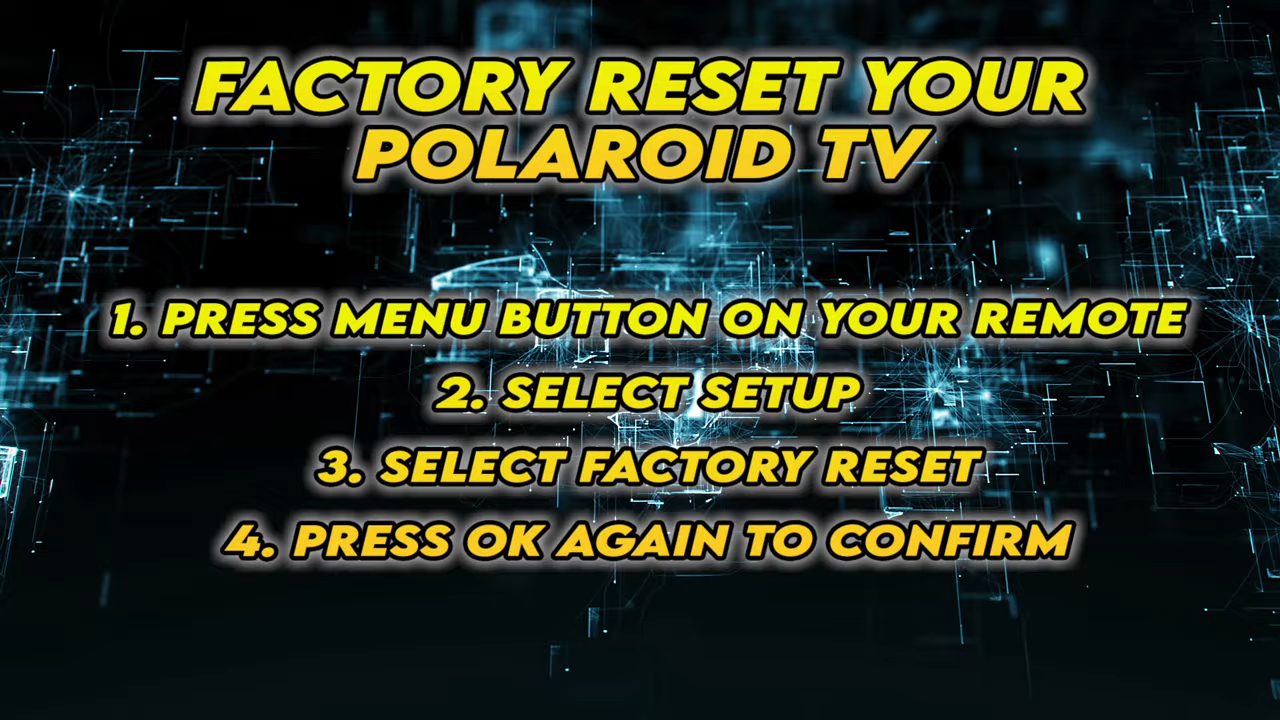 FACTORY RESET YOUR
POLAROID TV
1. PRESS MENU BUTTON ON YOUR REMOTE
2. SELECT SETUP
3. SELECT FACTORY RESET
4. PRESS OK AGAIN TO CONFIRM